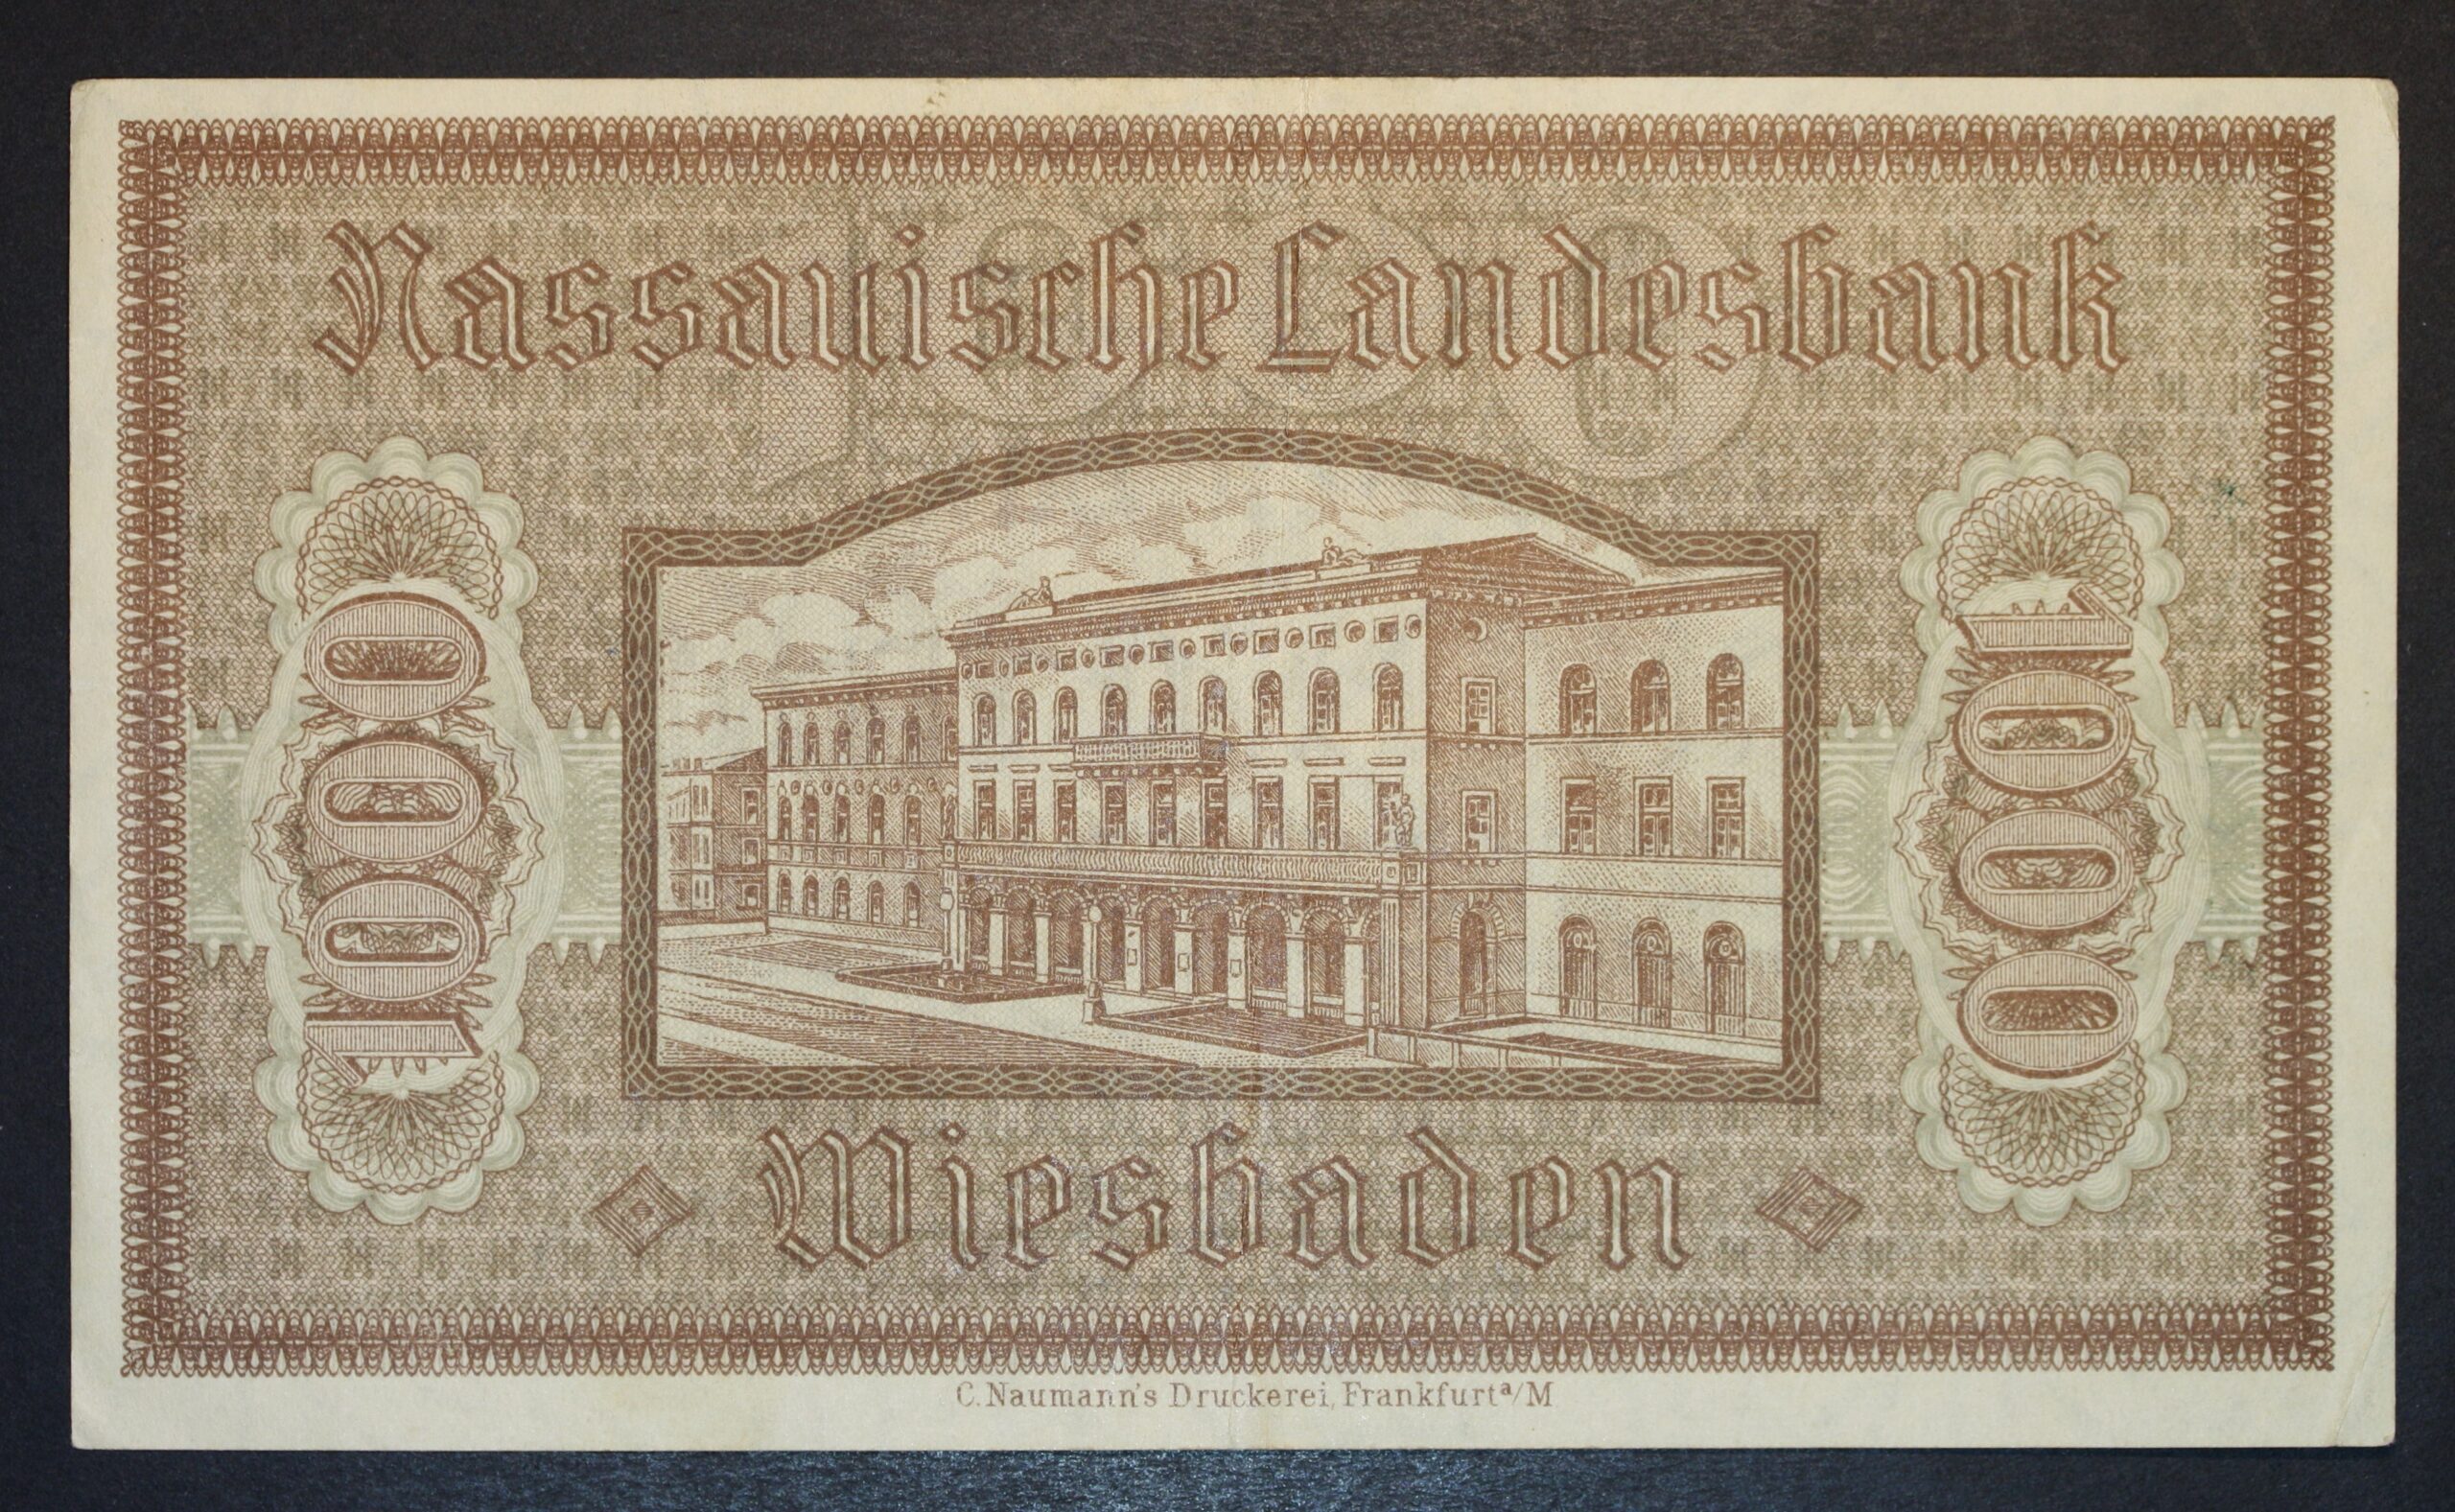 Nassauische Landesbank
1000
1000
Wiesbaden
C. Naumann's Druckerei, Frankfurt a/M